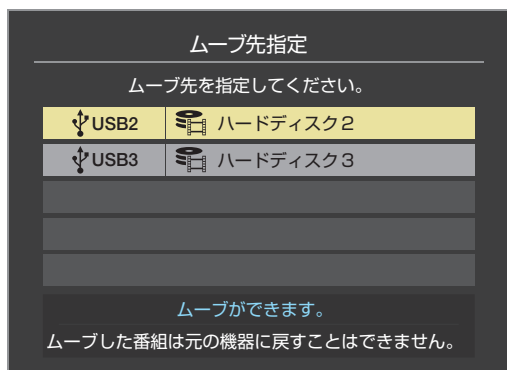 ムーブ先指定
ムーブ先を指定してください。
USB2 ハードディスク2
USB3 ハードディスク3
ムーブができます。
ムーブした番組は元の機器に戻すことはできません。